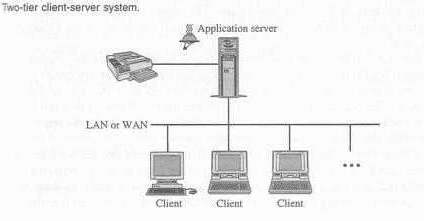 Two-tier client-server system.
Application server
LAN or WAN
...
Client
Client
Client